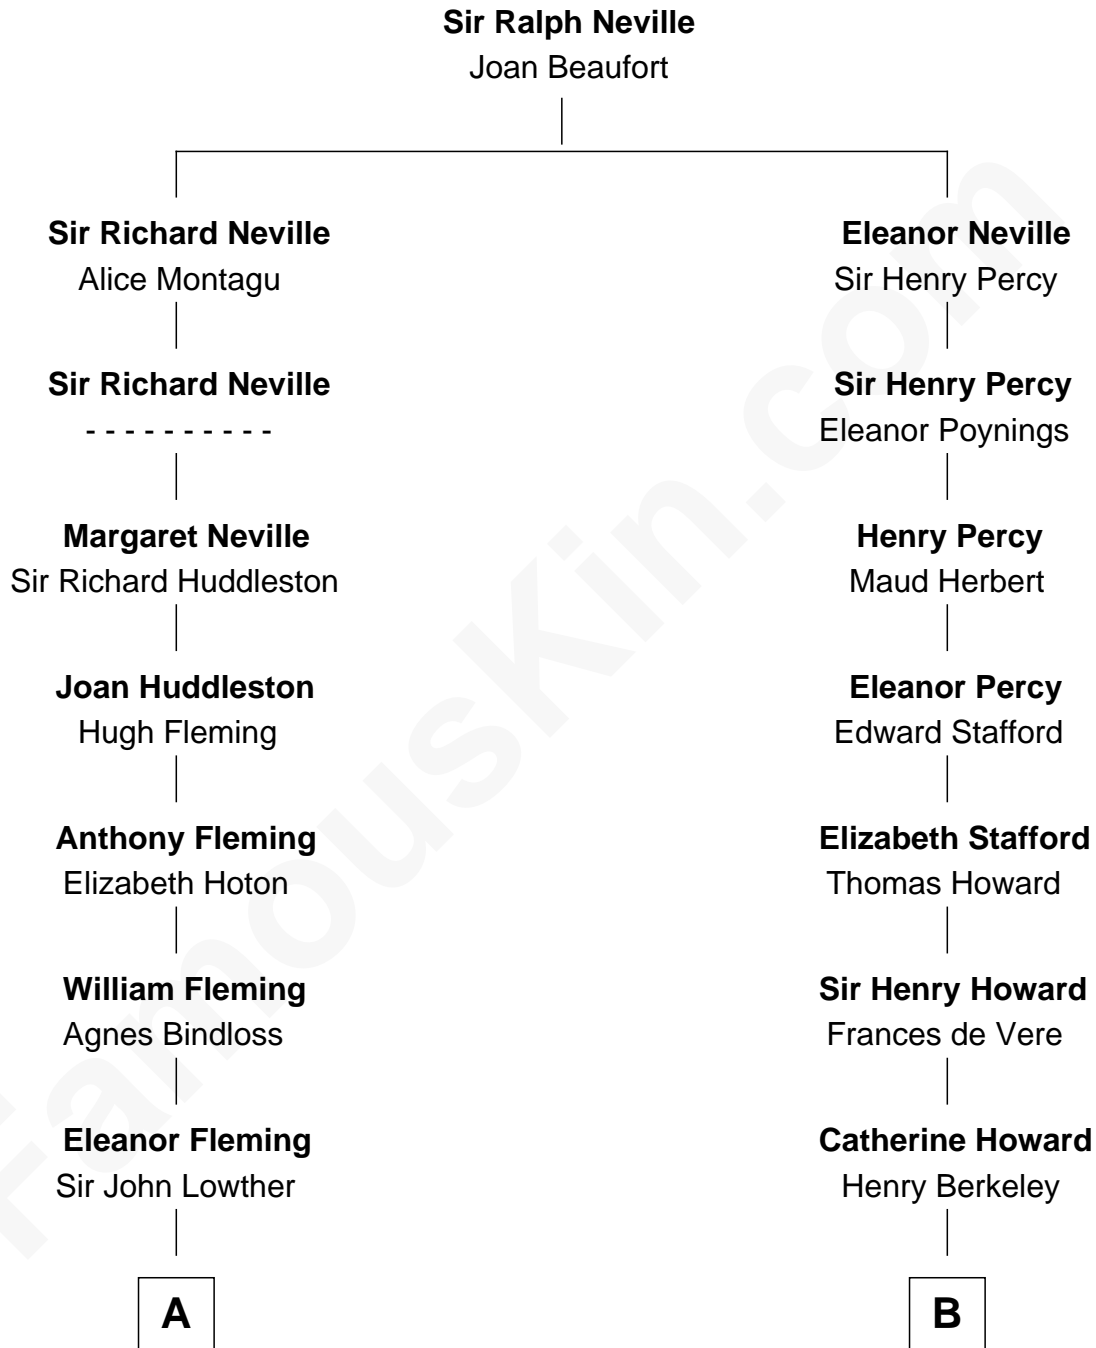 Sir Ralph Neville
Joan Beaufort
Sir Richard Neville
Alice Montagu
Eleanor Neville
Sir Henry Percy
Sir Richard Neville
- - - - - - - - - -
Sir Henry Percy
Eleanor Poynings
Margaret Neville
Sir Richard Huddleston
Henry Percy
Maud Herbert
Joan Huddleston
Hugh Fleming
Eleanor Percy
Edward Stafford
Anthony Fleming
Elizabeth Hoton
Elizabeth Stafford
Thomas Howard
William Fleming
Agnes Bindloss
Sir Henry Howard
Frances de Vere
Eleanor Fleming
Sir John Lowther
Catherine Howard
Henry Berkeley
A
B
FamousKin.com